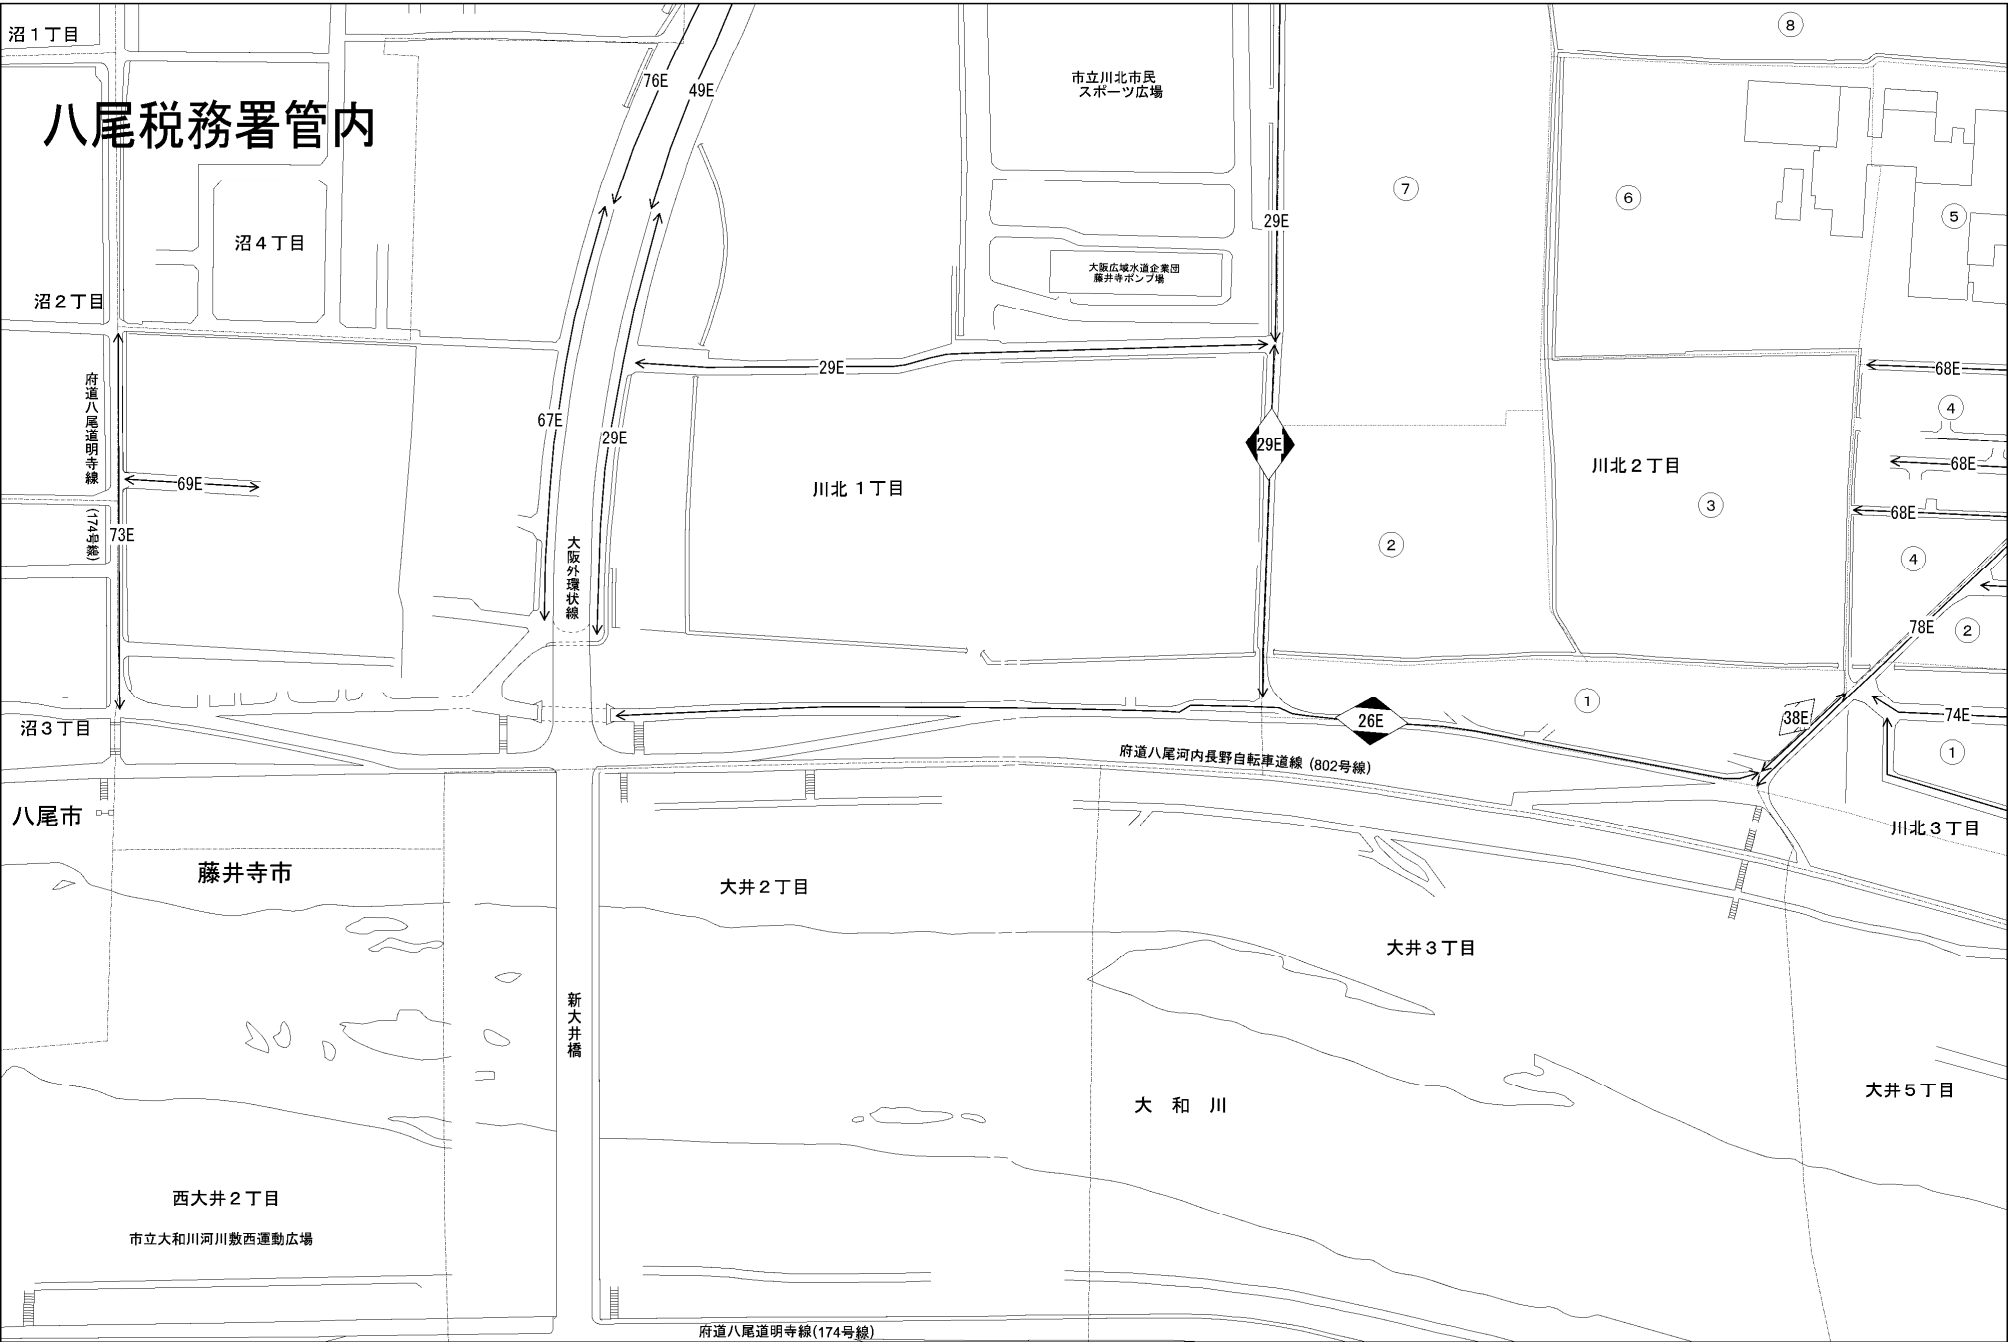 沼1丁目
八尾税務署管内
沼4丁目
沼2丁目
府道八尾道明寺線
(174号線)
73E
69E
76E
49E
67E
29E
大阪外環状線
市立川北市民
スポーツ広場
大阪広域水道企業団
藤井寺ポンプ場
29E
29E
29E
川北1丁目
⑧
⑦
⑥
⑤
68E
④
68E
川北2丁目
③
68E
②
④
78E
②
①
38E
74E
①
26E
沼3丁目
府道八尾河内長野自転車道線 (802号線)
八尾市
川北3丁目
藤井寺市
大井2丁目
大井3丁目
新大井橋
大井5丁目
大和川
西大井2丁目
市立大和川河川敷西運動広場
府道八尾道明寺線(174号線)